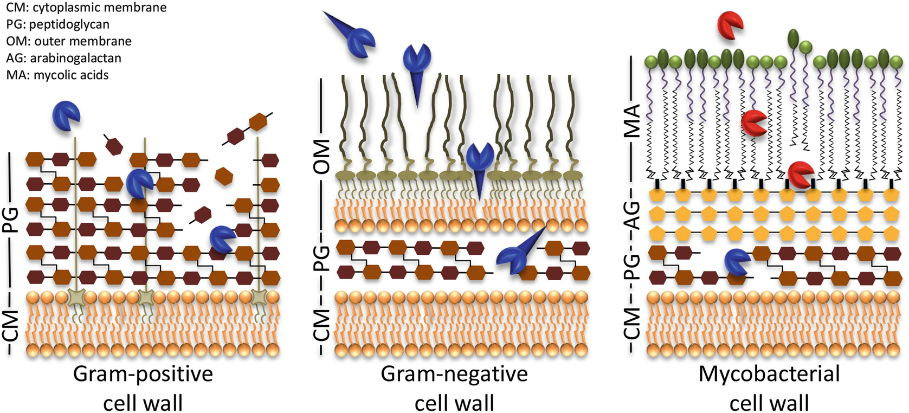 CM: cytoplasmic membrane
PG: peptidoglycan
OM: outer membrane
AG: arabinogalactan
MA: mycolic acids
PG
CM
OM
PG
CM
MA
AG
PG
CM
Gram-positive
cell wall
Gram-negative
cell wall
Mycobacterial
cell wall